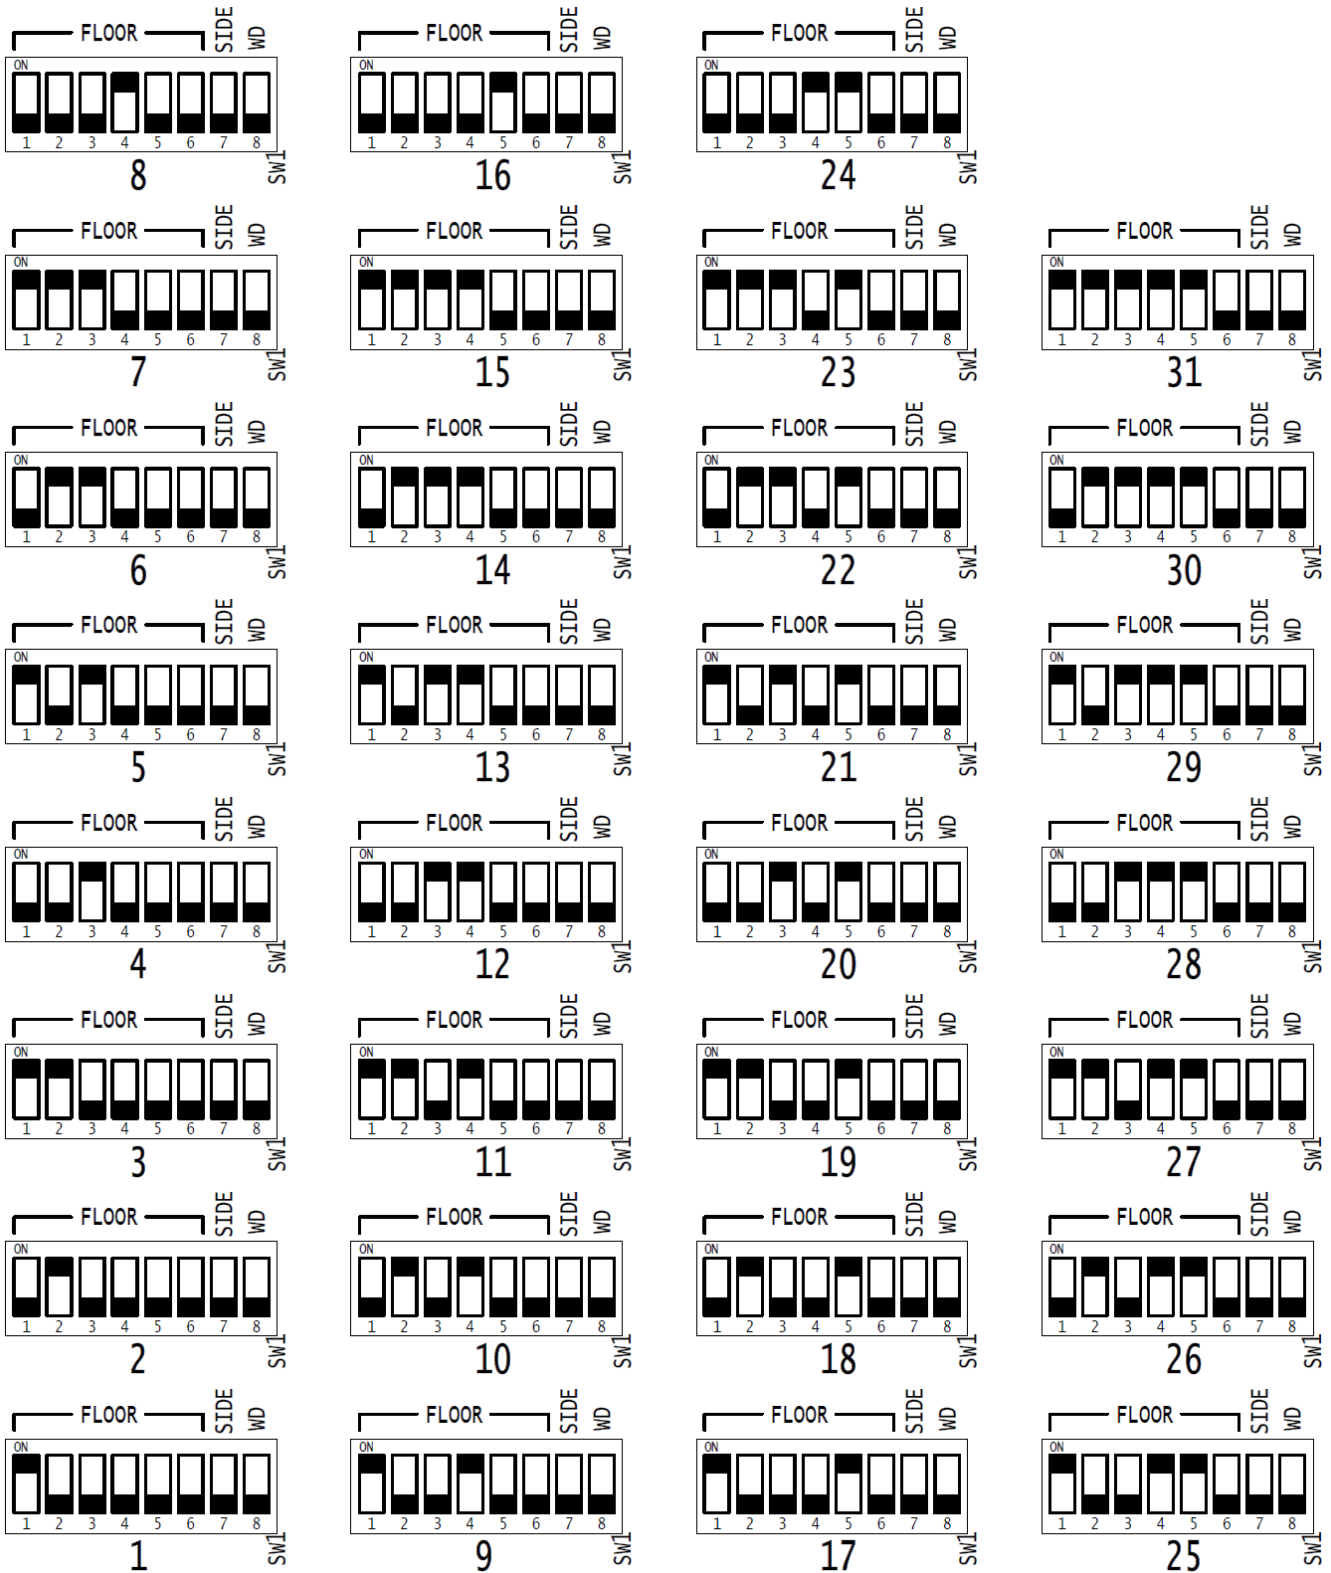 FLOOR SIDE WD FLOOR SIDE WD FLOOR SIDE WD
ON ON ON
1 2 3 4 5 6 7 8 1 2 3 4 5 6 7 8 1 2 3 4 5 6 7 8
8 SW1 16 SW1 24 SW1
FLOOR SIDE WD FLOOR SIDE WD FLOOR SIDE WD FLOOR SIDE WD
ON ON ON ON
1 2 3 4 5 6 7 8 1 2 3 4 5 6 7 8 1 2 3 4 5 6 7 8 1 2 3 4 5 6 7 8
7 SW1 15 SW1 23 SW1 31 SW1
FLOOR SIDE WD FLOOR SIDE WD FLOOR SIDE WD FLOOR SIDE WD
ON ON ON ON
1 2 3 4 5 6 7 8 1 2 3 4 5 6 7 8 1 2 3 4 5 6 7 8 1 2 3 4 5 6 7 8
6 SW1 14 SW1 22 SW1 30 SW1
FLOOR SIDE WD FLOOR SIDE WD FLOOR SIDE WD FLOOR SIDE WD
ON ON ON ON
1 2 3 4 5 6 7 8 1 2 3 4 5 6 7 8 1 2 3 4 5 6 7 8 1 2 3 4 5 6 7 8
5 SW1 13 SW1 21 SW1 29 SW1
FLOOR SIDE WD FLOOR SIDE WD FLOOR SIDE WD FLOOR SIDE WD
ON ON ON ON
1 2 3 4 5 6 7 8 1 2 3 4 5 6 7 8 1 2 3 4 5 6 7 8 1 2 3 4 5 6 7 8
4 SW1 12 SW1 20 SW1 28 SW1
FLOOR SIDE WD FLOOR SIDE WD FLOOR SIDE WD FLOOR SIDE WD
ON ON ON ON
1 2 3 4 5 6 7 8 1 2 3 4 5 6 7 8 1 2 3 4 5 6 7 8 1 2 3 4 5 6 7 8
3 SW1 11 SW1 19 SW1 27 SW1
FLOOR SIDE WD FLOOR SIDE WD FLOOR SIDE WD FLOOR SIDE WD
ON ON ON ON
1 2 3 4 5 6 7 8 1 2 3 4 5 6 7 8 1 2 3 4 5 6 7 8 1 2 3 4 5 6 7 8
2 SW1 10 SW1 18 SW1 26 SW1
FLOOR SIDE WD FLOOR SIDE WD FLOOR SIDE WD FLOOR SIDE WD
ON ON ON ON
1 2 3 4 5 6 7 8 1 2 3 4 5 6 7 8 1 2 3 4 5 6 7 8 1 2 3 4 5 6 7 8
1 SW1 9 SW1 17 SW1 25 SW1